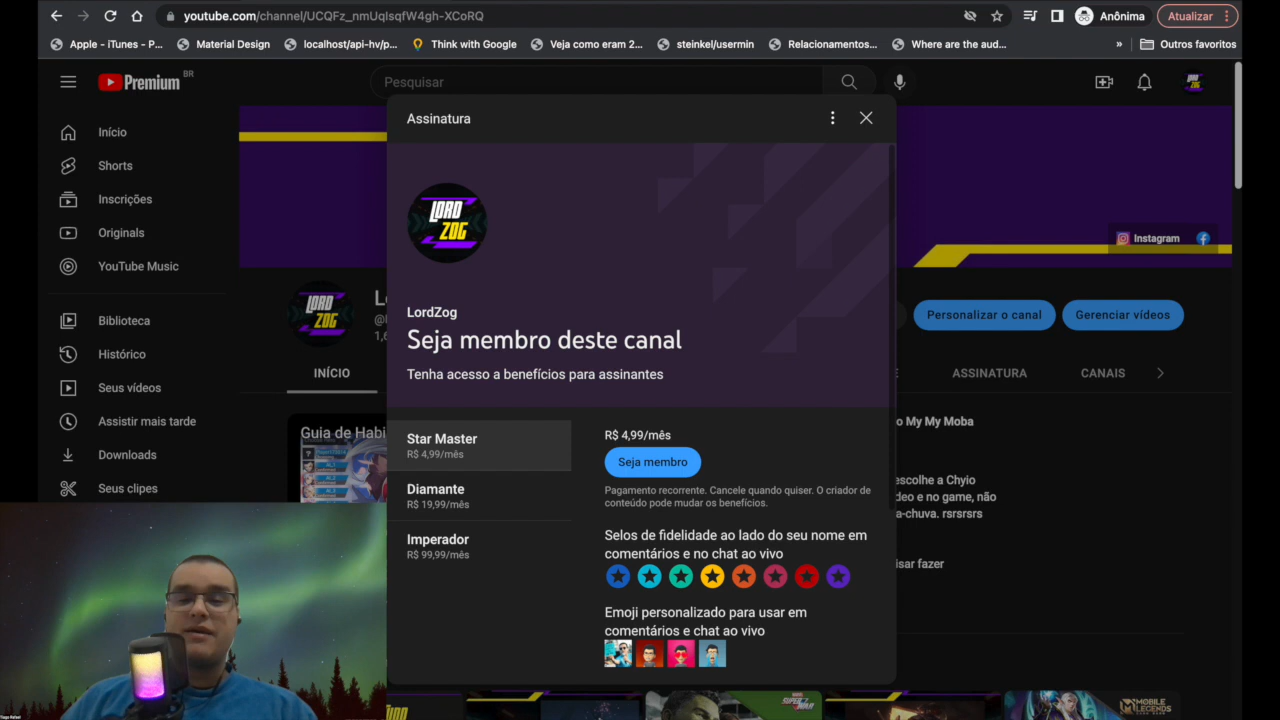 youtube.com/channel/UCQFz_nmUqIsqfW4gh-XCoRQ
Anônima
Atualizar
Apple - iTunes - P...
Material Design
localhost/api-hv/p...
Think with Google
Veja como eram 2...
steinkel/usermin
Relacionamentos...
Where are the aud...
»
Outros favoritos
Premium BR
Pesquisar
Início
Shorts
Inscrições
Originals
YouTube Music
Biblioteca
Histórico
Seus vídeos
Assistir mais tarde
Downloads
Seus clipes
Assinatura
LORD
ZOG
LordZog
Seja membro deste canal
Tenha acesso a benefícios para assinantes
Star Master
R$ 4,99/mês
Diamante
R$ 19,99/mês
Imperador
R$ 99,99/mês
R$ 4,99/mês
Seja membro
Pagamento recorrente. Cancele quando quiser. O criador de
conteúdo pode mudar os benefícios.
Selos de fidelidade ao lado do seu nome em
comentários e no chat ao vivo
Emoji personalizado para usar em
comentários e chat ao vivo
Instagram
LORD
ZOG
Personalizar o canal
Gerenciar vídeos
INÍCIO
ASSINATURA
CANAIS
Guia de Habi
o My My Moba
escolhe a Chyio
deo e no game, não
a-chuva. rsrsrsrs
isar fazer
MOBILE
LEGENDS